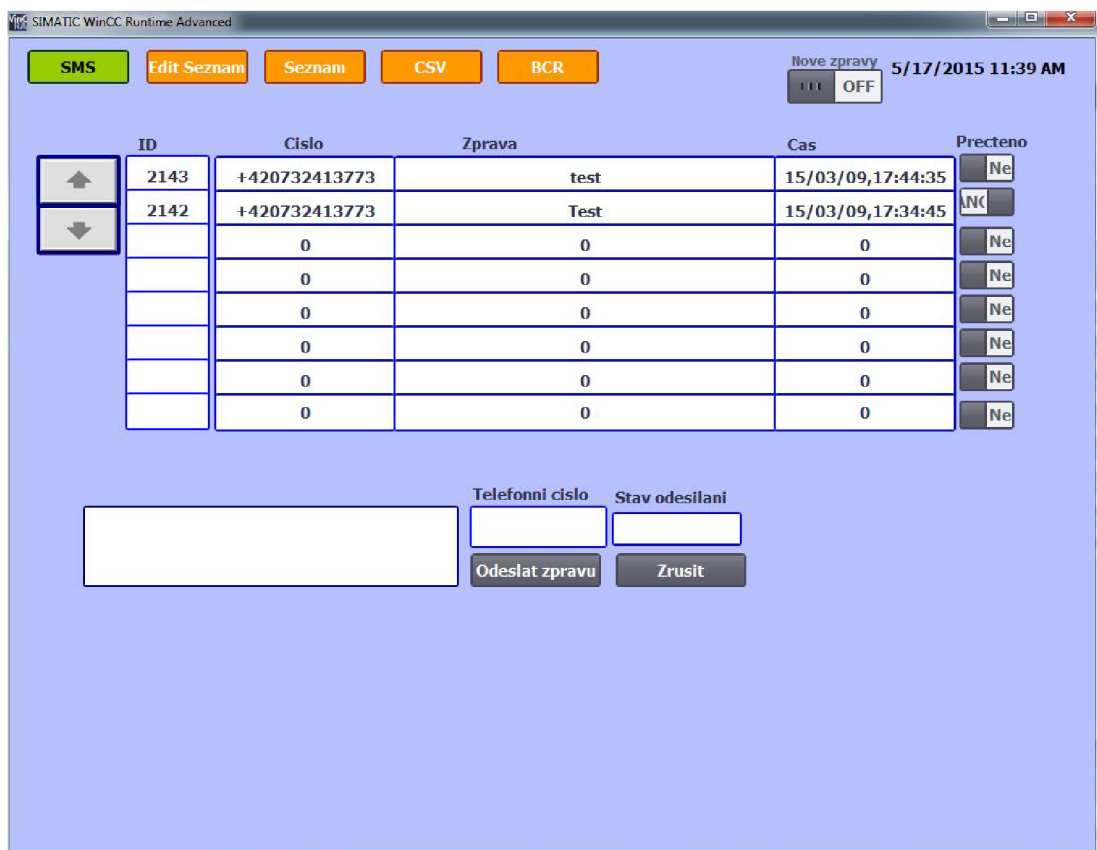 SIMATIC WinCC Runtime Advanced
SMS Edit Seznam Seznam CSV BCR
Nove zpravy 5/17/2015 11:39 AM
OFF
ID Cislo Zprava Cas Precteno
2143 +420732413773 test 15/03/09,17:44:35 Ne
2142 +420732413773 Test 15/03/09,17:34:45
0 0 0 Ne
0 0 0 Ne
0 0 0 Ne
0 0 0 Ne
0 0 0 Ne
0 0 0 Ne
Telefonni cislo Stav odesilani
Odeslat zpravu Zrusit